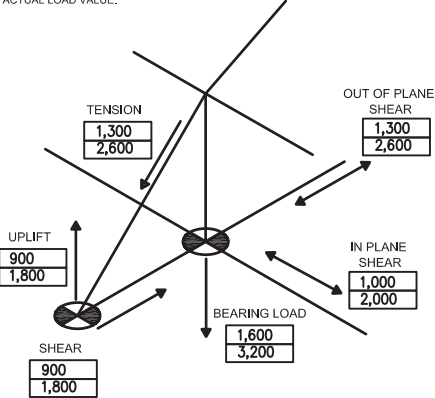 ACTUAL LOAD VALUE.
TENSION
1,300
2,600
OUT OF PLANE
SHEAR
1,300
2,600
UPLIFT
900
1,800
IN PLANE
SHEAR
1,000
2,000
BEARING LOAD
1,600
3,200
SHEAR
900
1,800